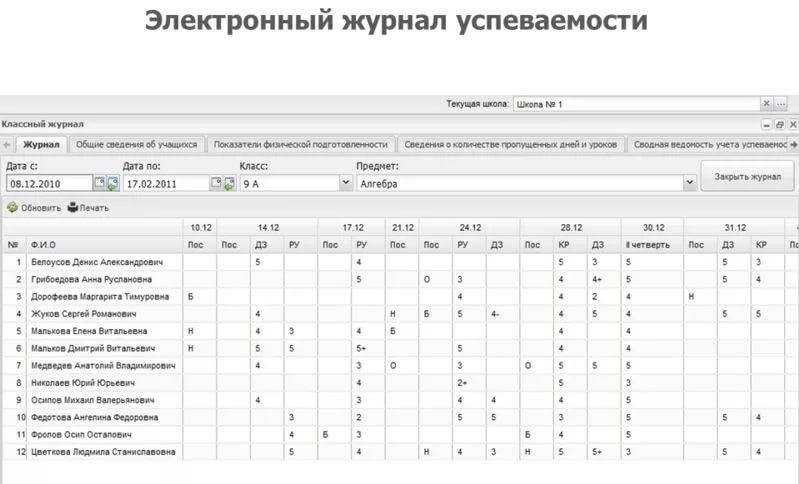 Электронный журнал успеваемости
Текущая школа: Школа № 1
Классный журнал
Журнал Общие сведения об учащихся Показатели физической подготовленности Сведения о количестве пропущенных дней и уроков Сводная ведомость учета успеваемос
Дата с: Дата по: Класс: Предмет:
08.12.2010 17.02.2011 9 А Алгебра Закрыть журнал
Обновить Печать
10.12 14.12 17.12 21.12 24.12 28.12 30.12 31.12
№ Ф.И.О Пос Пос ДЗ РУ Пос РУ Пос Пос РУ ДЗ Пос КР ДЗ II четверть Пос ДЗ КР
1 Белоусов Денис Александрович 5 4 5 3 5 5 3
2 Грибоедова Анна Руслановна 5 О 3 4 4+ 5 5 4
3 Дорофеева Маргарита Тимуровна Б 4 4 2 4 Н
4 Жуков Сергей Романович 4 Н Б 5 4- 4 5 4 5 5
5 Малькова Елена Витальевна Н 4 3 4 Б 4 4
6 Мальков Дмитрий Витальевич Н 5 5 5+ 5 4 4
7 Медведев Анатолий Владимирович 4 3 О 3 О 5 5 5
8 Николаев Юрий Юрьевич 4 2+ 5 3
9 Осипов Михаил Валерьянович 4 3 4 4 4 5
10 Федотова Ангелина Федоровна 3 2 5 5 3 5 5 4
11 Фролов Осип Остапович 4 Б 3 Б 4 5
12 Цветкова Людмила Станиславовна 5 4 Н 4 3 Н 5 5+ 3 5 4